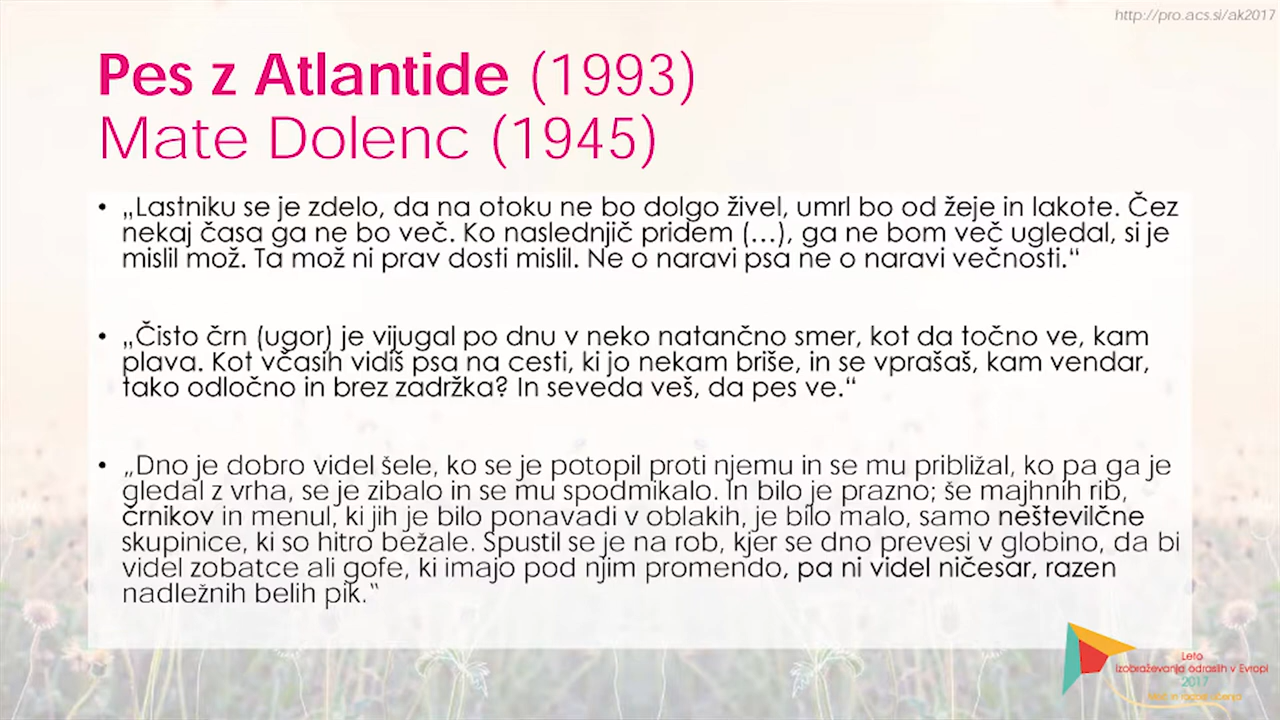 http://pro.acs.si/ak2017
Pes z Atlantide (1993)
Mate Dolenc (1945)
• „Lastniku se je zdelo, da na otoku ne bo dolgo živel, umrl bo od žeje in lakote. Čez
nekaj časa ga ne bo več. Ko naslednjič pridem (…), ga ne bom več ugledal, si je
mislil mož. Ta mož ni prav dosti mislil. Ne o naravi psa ne o naravi večnosti.“
• „Čisto črn (ugor) je vijugal po dnu v neko natančno smer, kot da točno ve, kam
plava. Kot včasih vidiš psa na cesti, ki jo nekam briše, in se vprašaš, kam vendar,
tako odločno in brez zadržka? In seveda veš, da pes ve.“
• „Dno je dobro videl šele, ko se je potopil proti njemu in se mu približal, ko pa ga je
gledal z vrha, se je zibalo in se mu spodmikalo. In bilo je prazno; še majhnih rib,
črnikov in menul, ki jih je bilo ponavadi v oblakih, je bilo malo, samo neštevilčne
skupinice, ki so hitro bežale. Spustil se je na rob, kjer se dno prevesi v globino, da bi
videl zobatce ali gofe, ki imajo pod njim promendo, pa ni videl ničesar, razen
nadležnih belih pik.“
Leto
izobraževanja odraslih v Evropi
2017